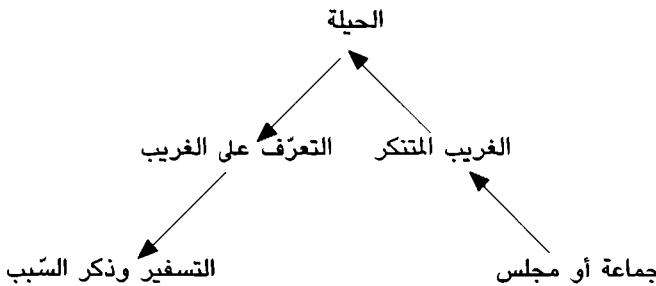 الحيلة
الغريب المتنكر
التعرّف على الغريب
جماعة أو مجلس
التسفير وذكر السّبب